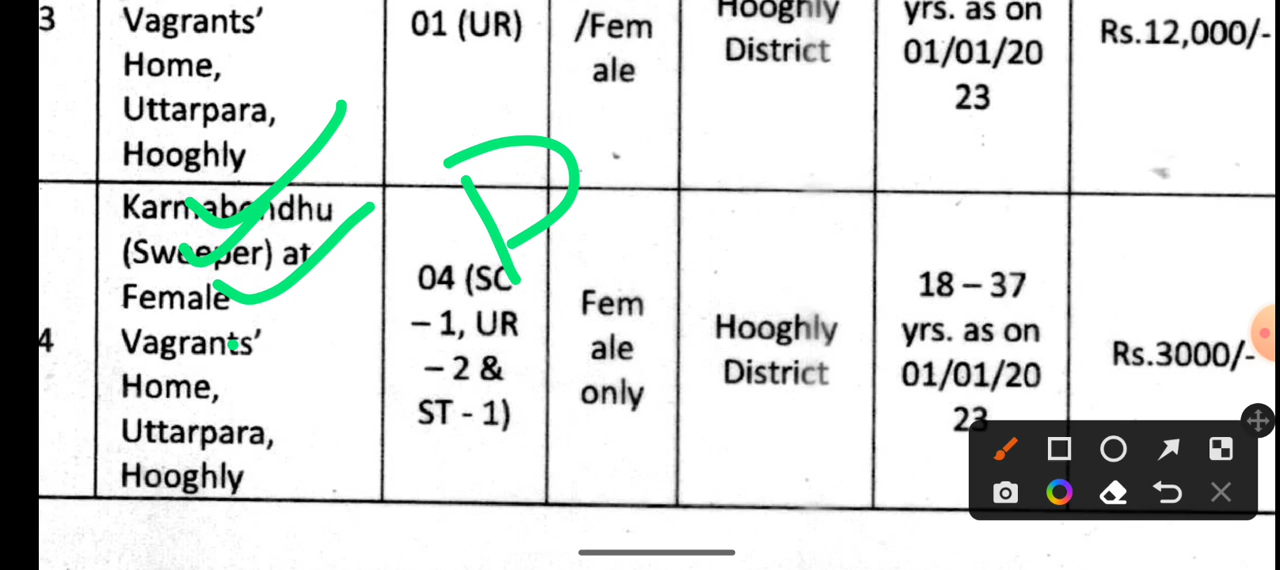 3
Vagrants’
Home,
Uttarpara,
Hooghly
01 (UR)
/Fem
ale
Hooghly
District
yrs. as on
01/01/20
23
Rs.12,000/-
4
Karmabandhu
(Sweeper) at
Female
Vagrants’
Home,
Uttarpara,
Hooghly
04 (SC
– 1, UR
– 2 &
ST - 1)
Fem
ale
only
Hooghly
District
18 – 37
yrs. as on
01/01/20
23
Rs.3000/-